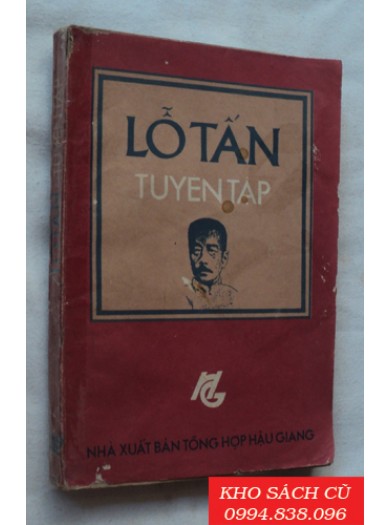 LỖ TẤN
TUYỂN TẬP
NHÀ XUẤT BẢN TỔNG HỢP HẬU GIANG
KHO SÁCH CŨ
0994.838.096